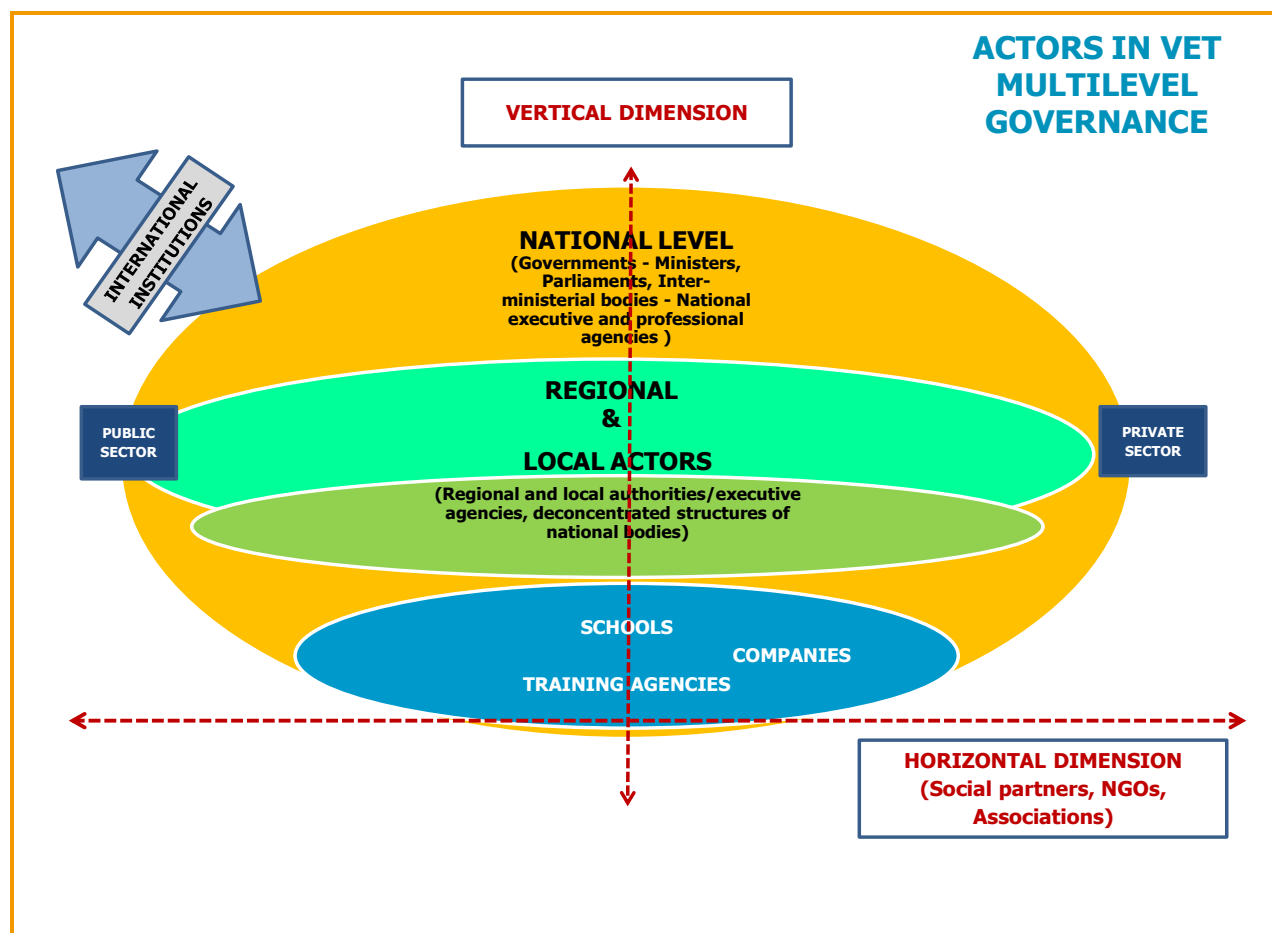 ACTORS IN VET
MULTILEVEL
GOVERNANCE
VERTICAL DIMENSION
INTERNATIONAL
INSTITUTIONS
NATIONAL LEVEL
(Governments - Ministers,
Parliaments, Inter-
ministerial bodies - National
executive and professional
agencies )
REGIONAL
&
LOCAL ACTORS
PUBLIC
SECTOR
PRIVATE
SECTOR
(Regional and local authorities/executive
agencies, deconcentrated structures of
national bodies)
SCHOOLS
COMPANIES
TRAINING AGENCIES
HORIZONTAL DIMENSION
(Social partners, NGOs,
Associations)